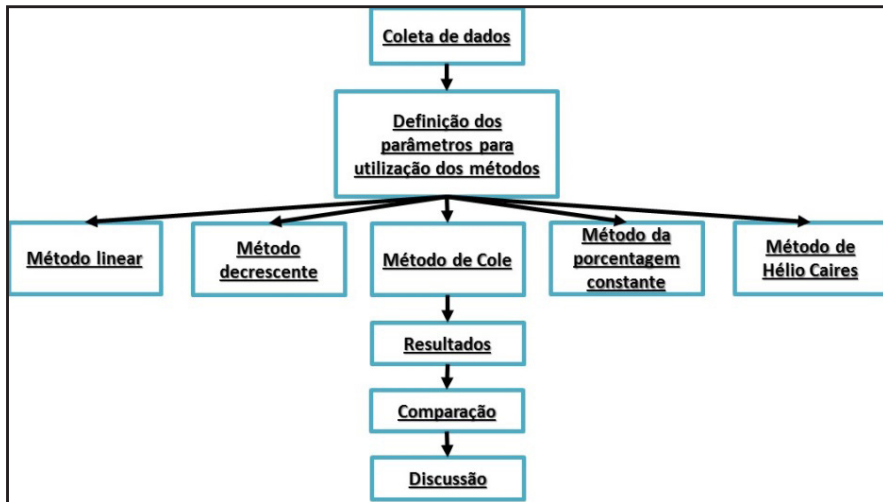 Coleta de dados
Definição dos
parâmetros para
utilização dos métodos
Método linear
Método
decrescente
Método de Cole
Método da
porcentagem
constante
Método de
Hélio Caires
Resultados
Comparação
Discussão